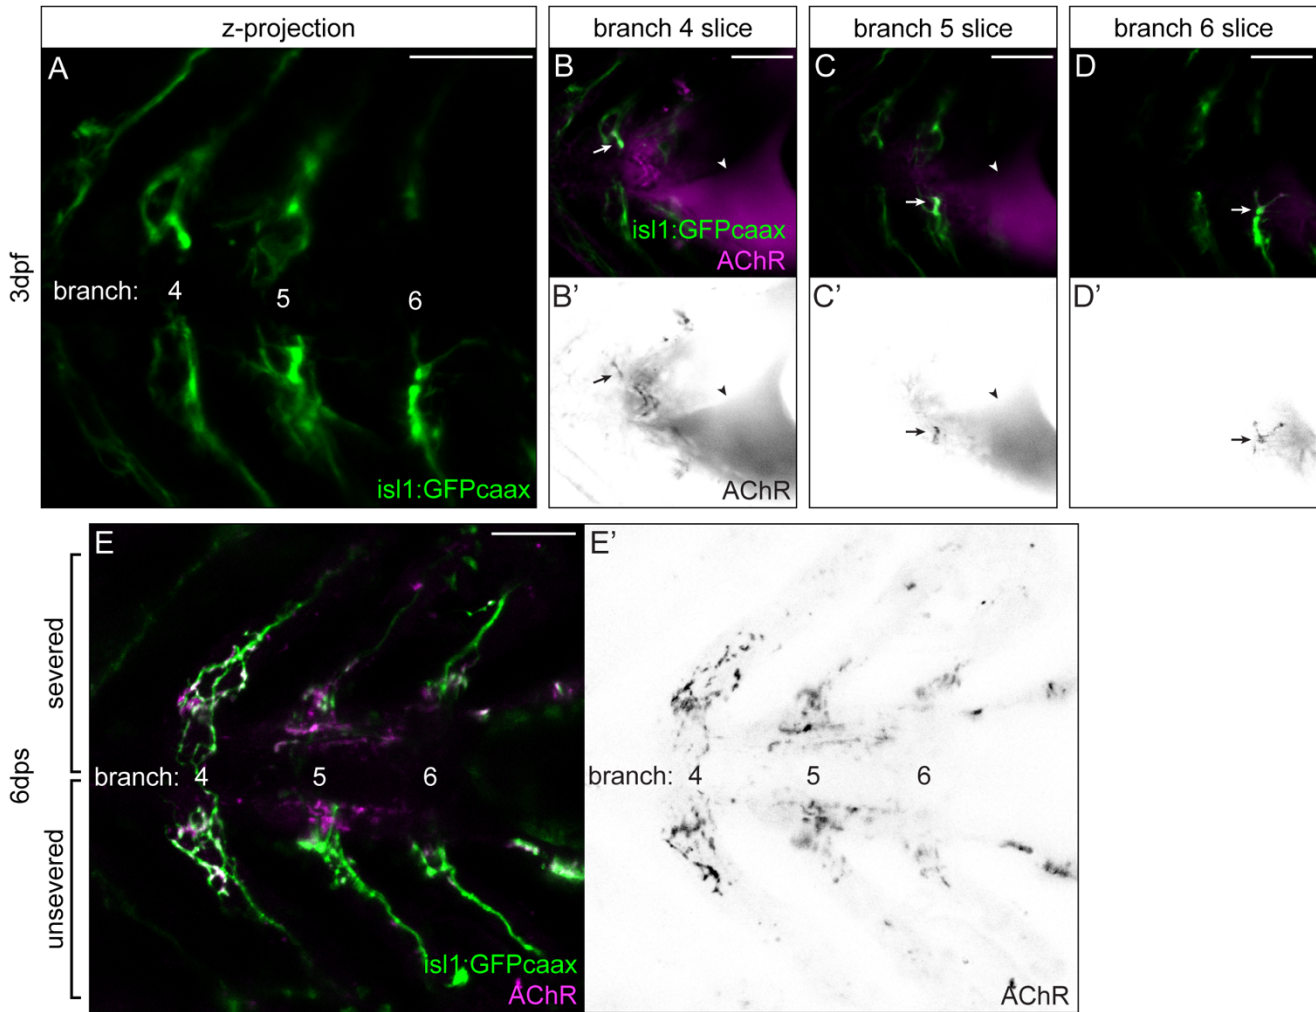 z-projection
branch 4 slice
branch 5 slice
branch 6 slice
3dpf
A
branch: 4 5 6
isl1:GFPcaax
B
isl1:GFPcaax
AChR
C
D
B'
AChR
C'
D'
6dps
severed
unsevered
E
branch: 4 5 6
isl1:GFPcaax
AChR
E'
branch: 4 5 6
AChR